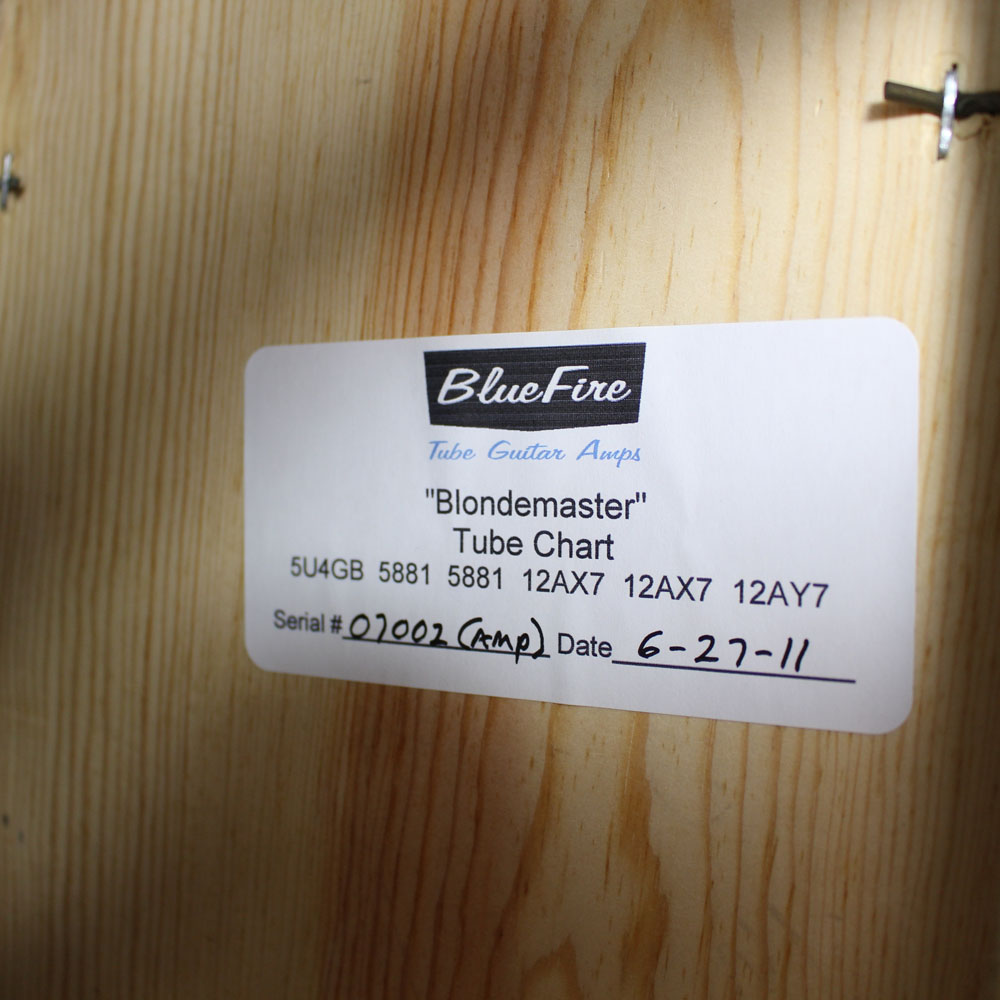 BlueFire
Tube Guitar Amps
"Blondemaster"
Tube Chart
5U4GB 5881 5881 12AX7 12AX7 12AY7
Serial # 07002 (Amp) Date 6-27-11